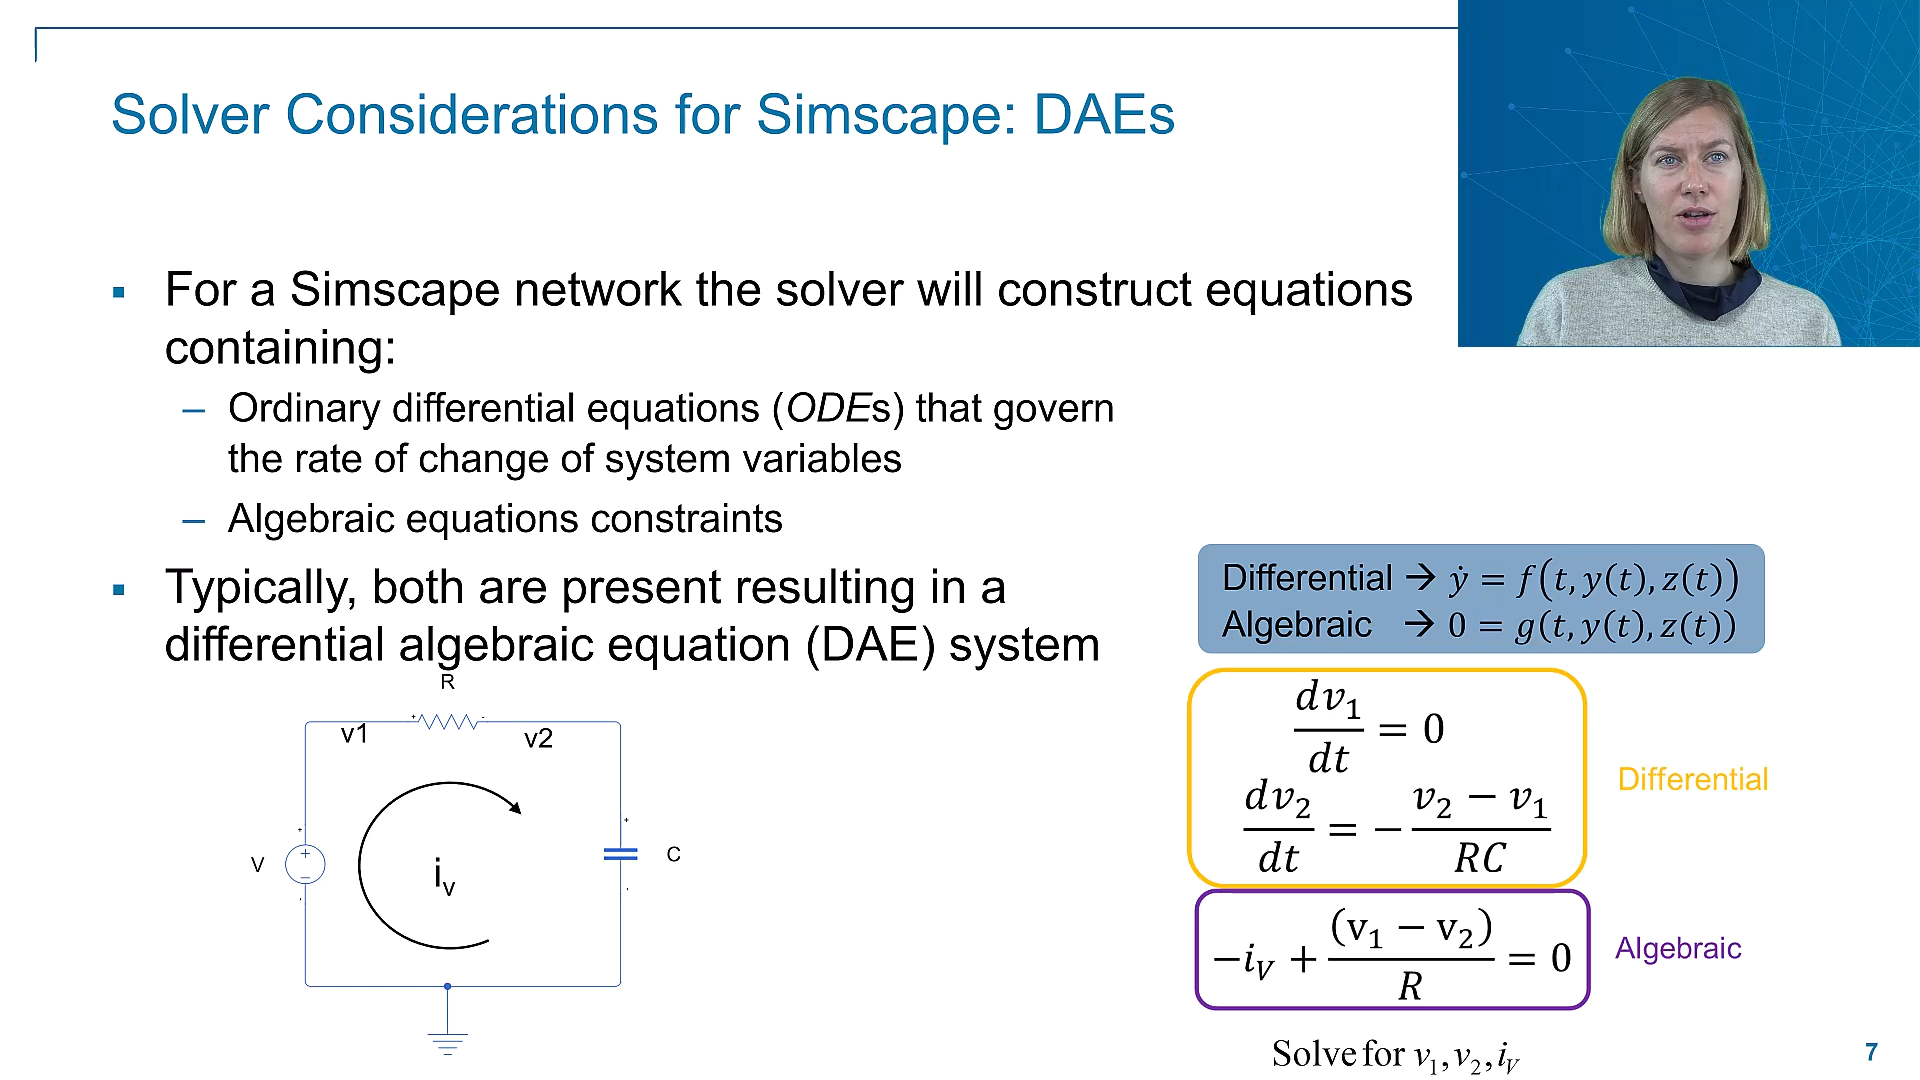 Solver Considerations for Simscape: DAEs
▪ For a Simscape network the solver will construct equations
containing:
– Ordinary differential equations (ODEs) that govern
the rate of change of system variables
– Algebraic equations constraints
▪ Typically, both are present resulting in a
differential algebraic equation (DAE) system
Differential → ẏ = f(t, y(t), z(t))
Algebraic → 0 = g(t, y(t), z(t))
R
+ -
v1 v2
+ +
V + − C
- -
i_v
dv₁/dt = 0
dv₂/dt = − (v₂ − v₁)/RC
Differential
−i_V + (v₁ − v₂)/R = 0
Algebraic
Solve for v₁, v₂, i_V
7